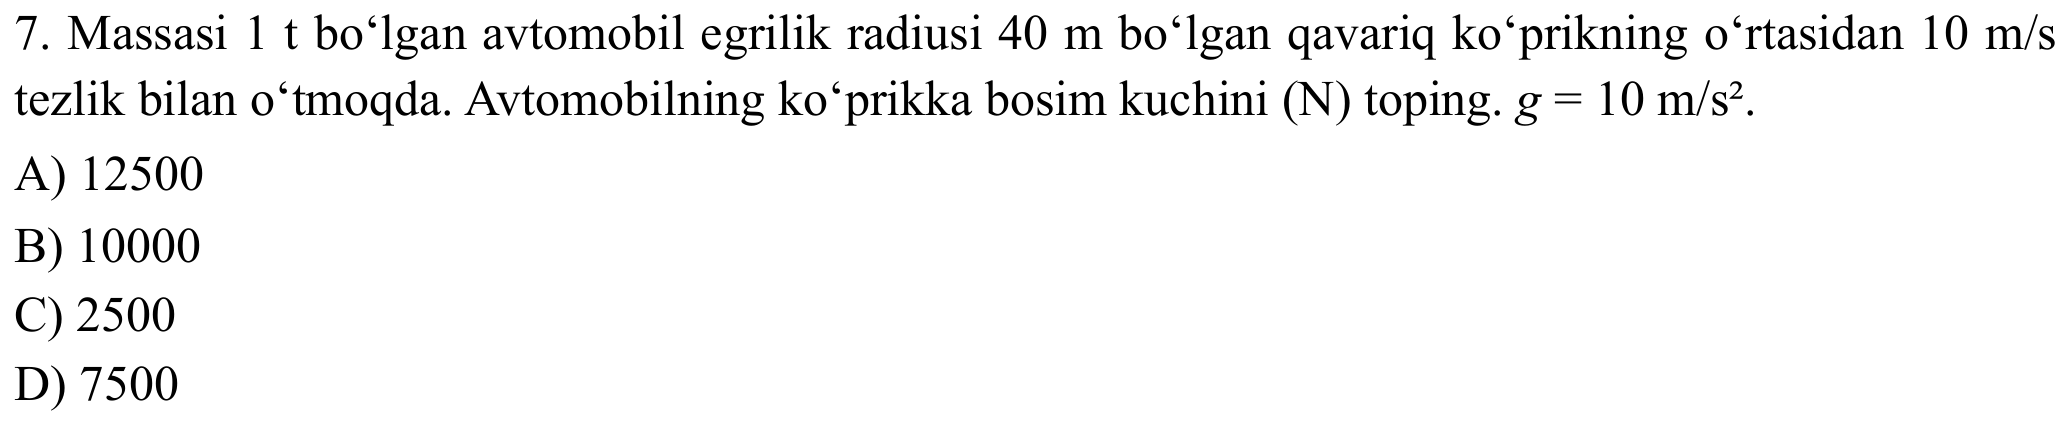 7. Massasi 1 t bo‘lgan avtomobil egrilik radiusi 40 m bo‘lgan qavariq ko‘prikning o‘rtasidan 10 m/s
tezlik bilan o‘tmoqda. Avtomobilning ko‘prikka bosim kuchini (N) toping. g = 10 m/s².
A) 12500
B) 10000
C) 2500
D) 7500